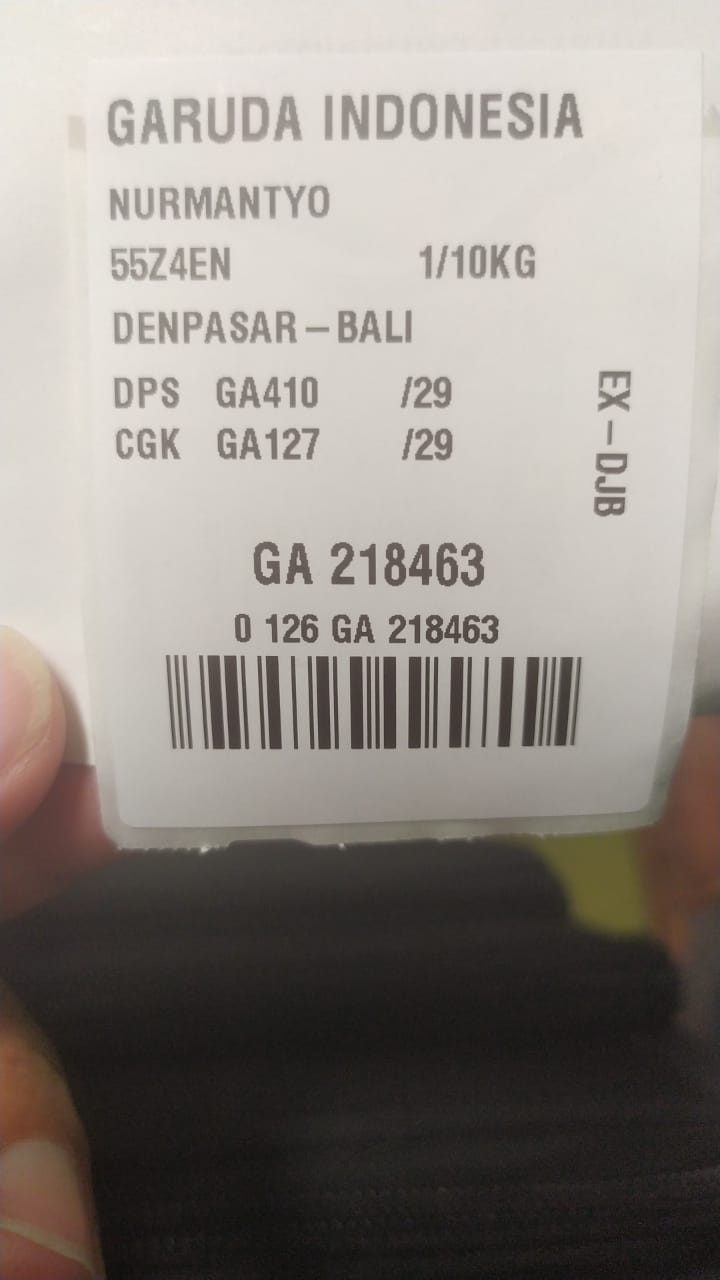 GARUDA INDONESIA
NURMANTYO
55Z4EN 1/10KG
DENPASAR – BALI
DPS GA410 /29
CGK GA127 /29
EX – DJB
GA 218463
0 126 GA 218463